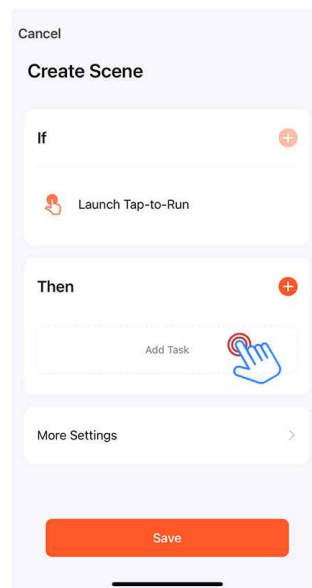 Cancel
Create Scene
If
Launch Tap-to-Run
Then
Add Task
More Settings
Save